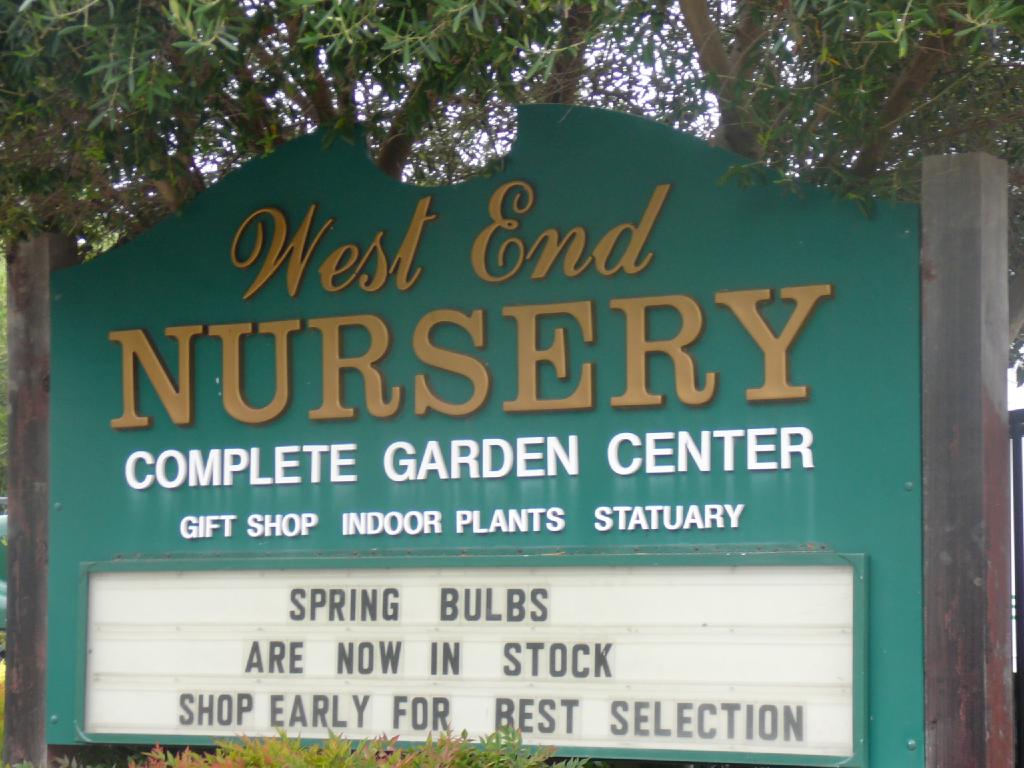 West End
NURSERY
COMPLETE GARDEN CENTER
GIFT SHOP INDOOR PLANTS STATUARY
SPRING BULBS
ARE NOW IN STOCK
SHOP EARLY FOR BEST SELECTION